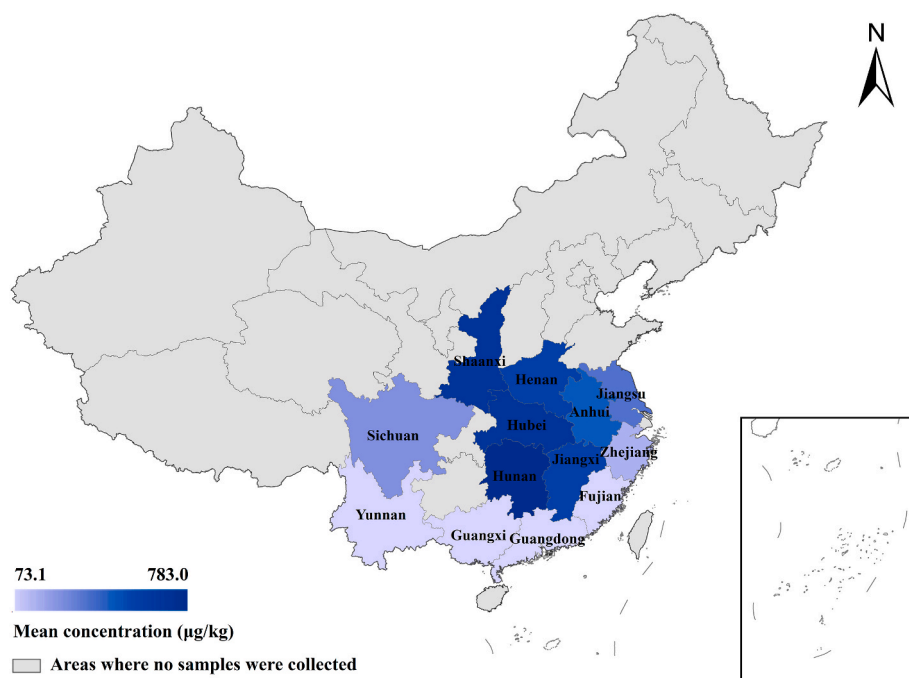 N
Shaanxi
Henan
Jiangsu
Anhui
Hubei
Sichuan
Zhejiang
Jiangxi
Hunan
Fujian
Yunnan
Guangxi
Guangdong
73.1 783.0
Mean concentration (μg/kg)
Areas where no samples were collected